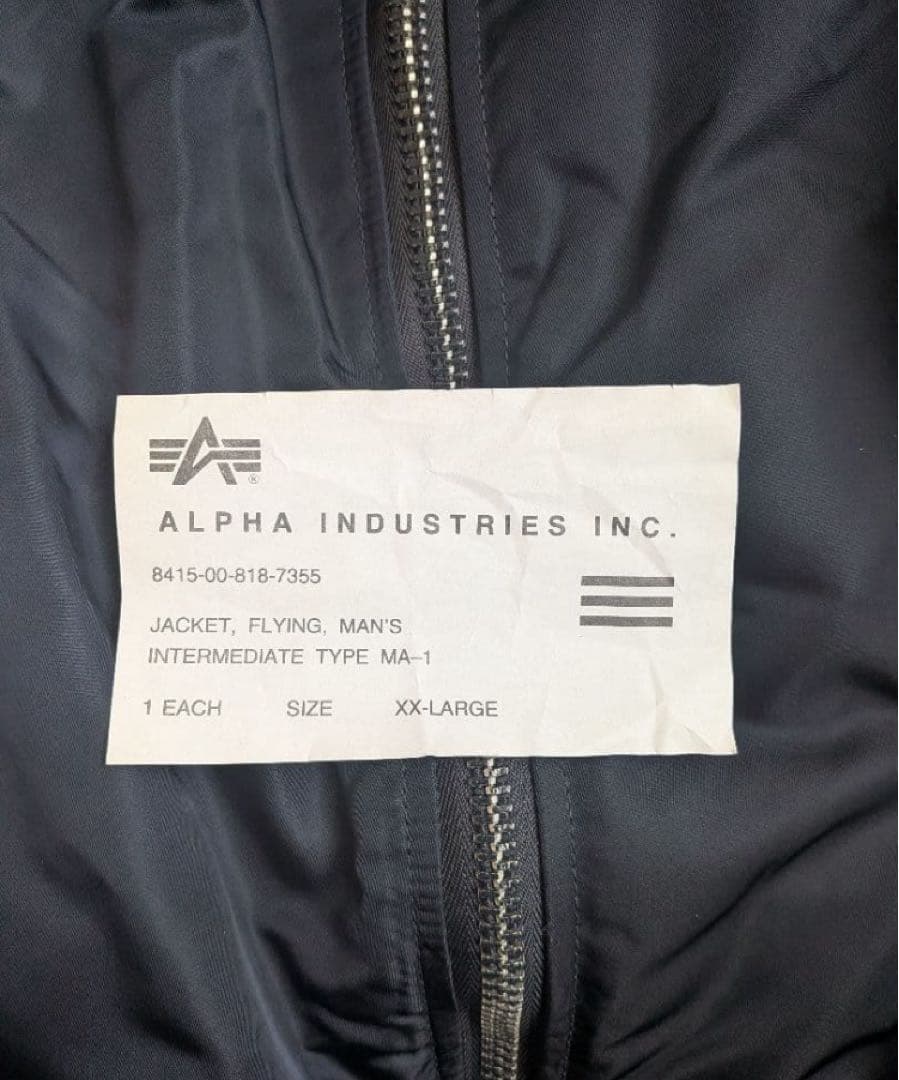 ®
ALPHA INDUSTRIES INC.
8415-00-818-7355
JACKET, FLYING, MAN'S
INTERMEDIATE TYPE MA-1
1 EACH SIZE XX-LARGE